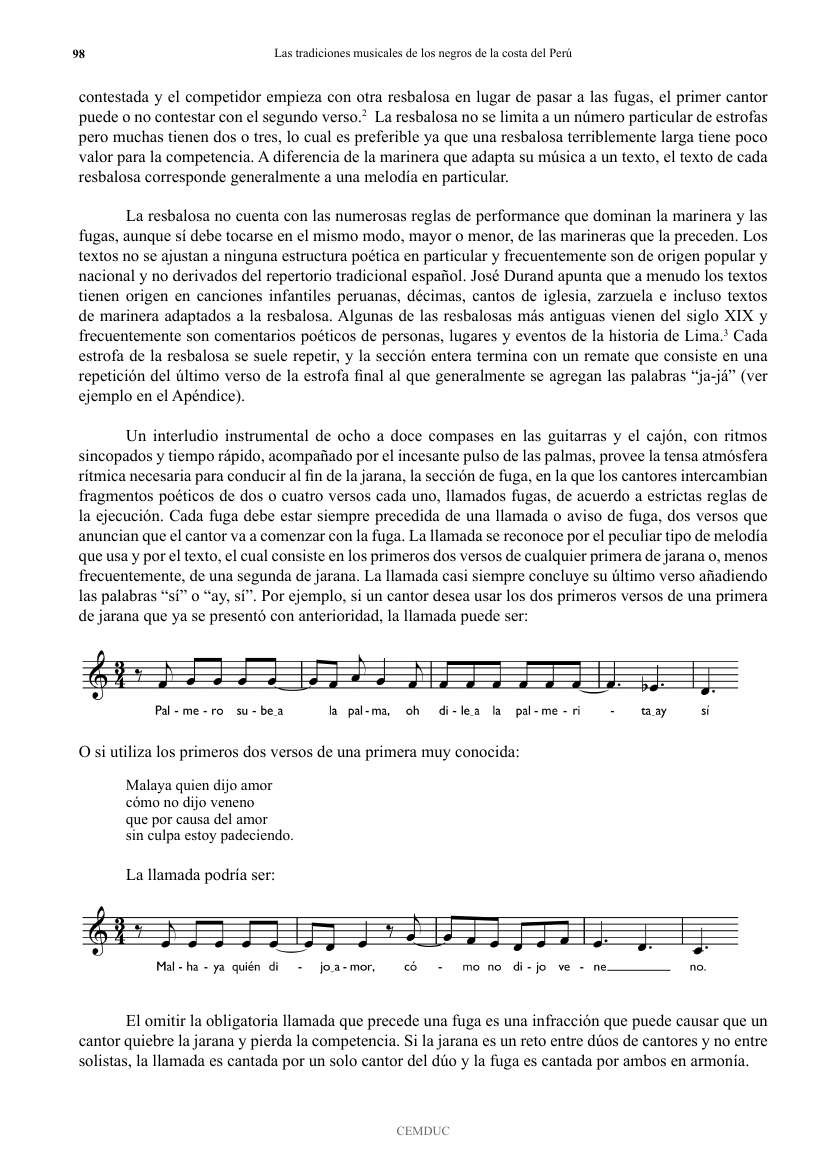 98
Las tradiciones musicales de los negros de la costa del Perú
contestada y el competidor empieza con otra resbalosa en lugar de pasar a las fugas, el primer cantor
puede o no contestar con el segundo verso.2 La resbalosa no se limita a un número particular de estrofas
pero muchas tienen dos o tres, lo cual es preferible ya que una resbalosa terriblemente larga tiene poco
valor para la competencia. A diferencia de la marinera que adapta su música a un texto, el texto de cada
resbalosa corresponde generalmente a una melodía en particular.
La resbalosa no cuenta con las numerosas reglas de performance que dominan la marinera y las
fugas, aunque sí debe tocarse en el mismo modo, mayor o menor, de las marineras que la preceden. Los
textos no se ajustan a ninguna estructura poética en particular y frecuentemente son de origen popular y
nacional y no derivados del repertorio tradicional español. José Durand apunta que a menudo los textos
tienen origen en canciones infantiles peruanas, décimas, cantos de iglesia, zarzuela e incluso textos
de marinera adaptados a la resbalosa. Algunas de las resbalosas más antiguas vienen del siglo XIX y
frecuentemente son comentarios poéticos de personas, lugares y eventos de la historia de Lima.3 Cada
estrofa de la resbalosa se suele repetir, y la sección entera termina con un remate que consiste en una
repetición del último verso de la estrofa final al que generalmente se agregan las palabras “ja-já” (ver
ejemplo en el Apéndice).
Un interludio instrumental de ocho a doce compases en las guitarras y el cajón, con ritmos
sincopados y tiempo rápido, acompañado por el incesante pulso de las palmas, provee la tensa atmósfera
rítmica necesaria para conducir al fin de la jarana, la sección de fuga, en la que los cantores intercambian
fragmentos poéticos de dos o cuatro versos cada uno, llamados fugas, de acuerdo a estrictas reglas de
la ejecución. Cada fuga debe estar siempre precedida de una llamada o aviso de fuga, dos versos que
anuncian que el cantor va a comenzar con la fuga. La llamada se reconoce por el peculiar tipo de melodía
que usa y por el texto, el cual consiste en los primeros dos versos de cualquier primera de jarana o, menos
frecuentemente, de una segunda de jarana. La llamada casi siempre concluye su último verso añadiendo
las palabras “sí” o “ay, sí”. Por ejemplo, si un cantor desea usar los dos primeros versos de una primera
de jarana que ya se presentó con anterioridad, la llamada puede ser:
3
4
Pal - me - ro su - be_a la pal - ma, oh di - le_a la pal - me - ri - ta_ay sí
O si utiliza los primeros dos versos de una primera muy conocida:
Malaya quien dijo amor
cómo no dijo veneno
que por causa del amor
sin culpa estoy padeciendo.
La llamada podría ser:
3
4
Mal - ha - ya quién di - jo_a - mor, có - mo no di - jo ve - ne no.
El omitir la obligatoria llamada que precede una fuga es una infracción que puede causar que un
cantor quiebre la jarana y pierda la competencia. Si la jarana es un reto entre dúos de cantores y no entre
solistas, la llamada es cantada por un solo cantor del dúo y la fuga es cantada por ambos en armonía.
CEMDUC